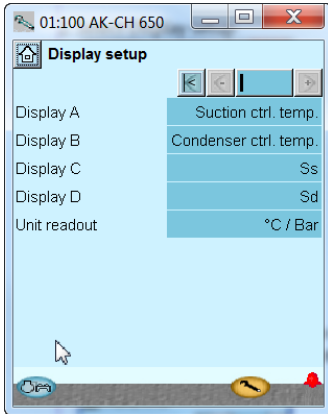 01:100 AK-CH 650
Display setup
Display A Suction ctrl. temp.
Display B Condenser ctrl. temp.
Display C Ss
Display D Sd
Unit readout °C / Bar